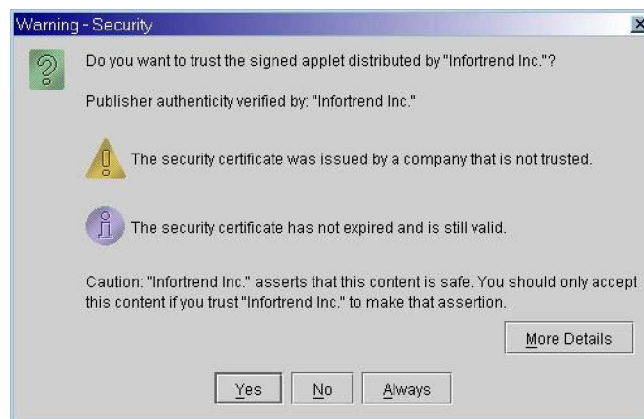 Warning - Security
Do you want to trust the signed applet distributed by "Infortrend Inc."?
Publisher authenticity verified by: "Infortrend Inc."
The security certificate was issued by a company that is not trusted.
The security certificate has not expired and is still valid.
Caution: "Infortrend Inc." asserts that this content is safe. You should only accept
this content if you trust "Infortrend Inc." to make that assertion.
More Details
Yes No Always